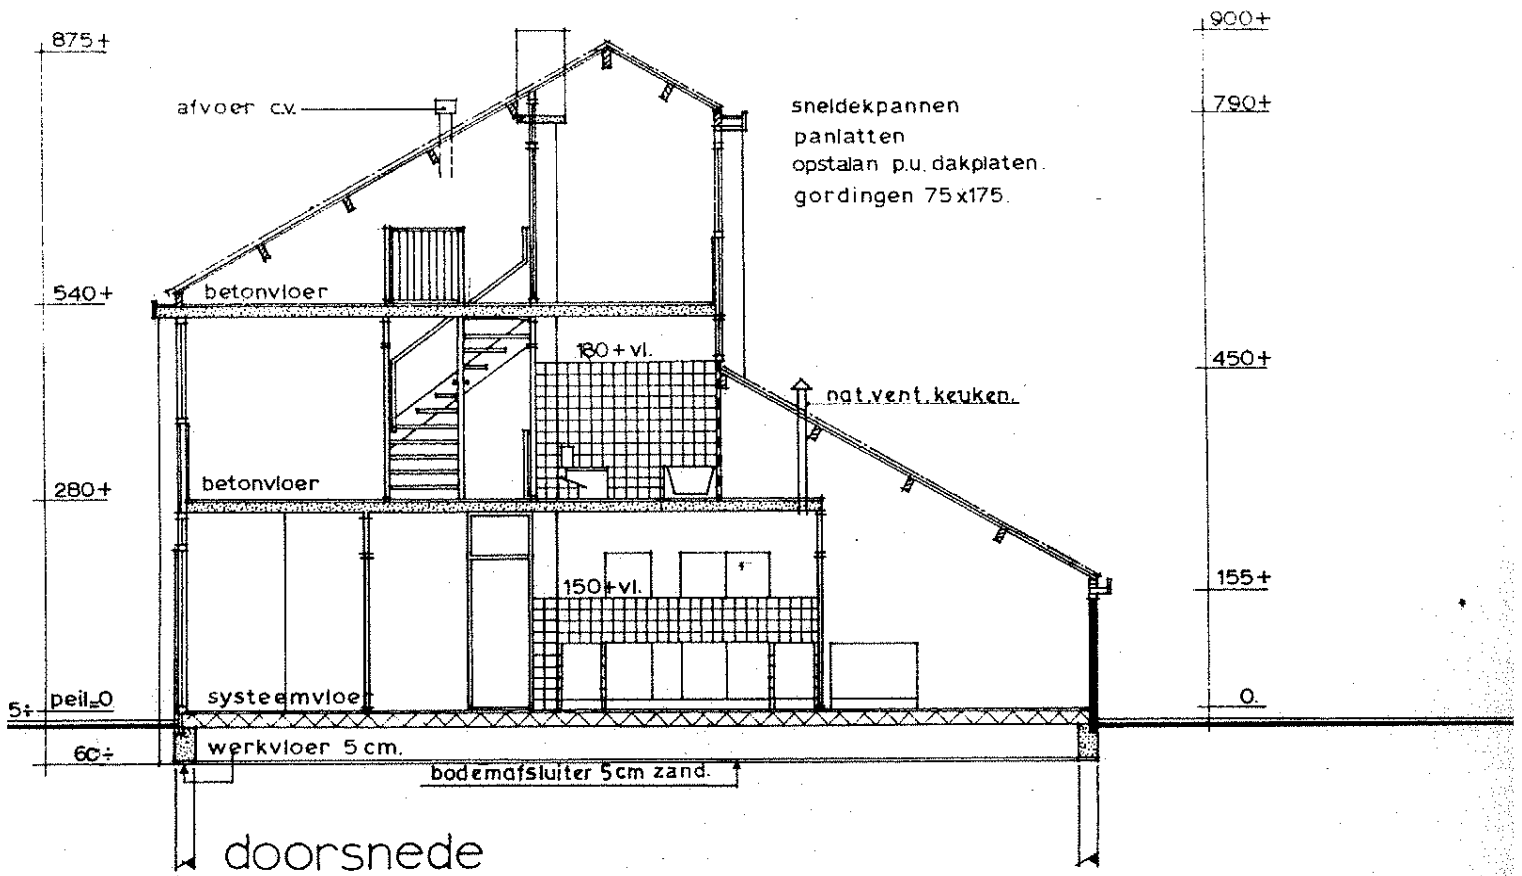 875+
900+
afvoer c.v.
sneldekpannen
790+
panlatten
opstalan p.u. dakplaten.
gordingen 75x175.
540+
betonvloer
180+vl.
450+
nat.vent.keuken.
280+
betonvloer
150+vl.
155+
peil=0
systeemvloer
0.
5÷
60÷
werkvloer 5 cm.
bodemafsluiter 5cm zand.
doorsnede